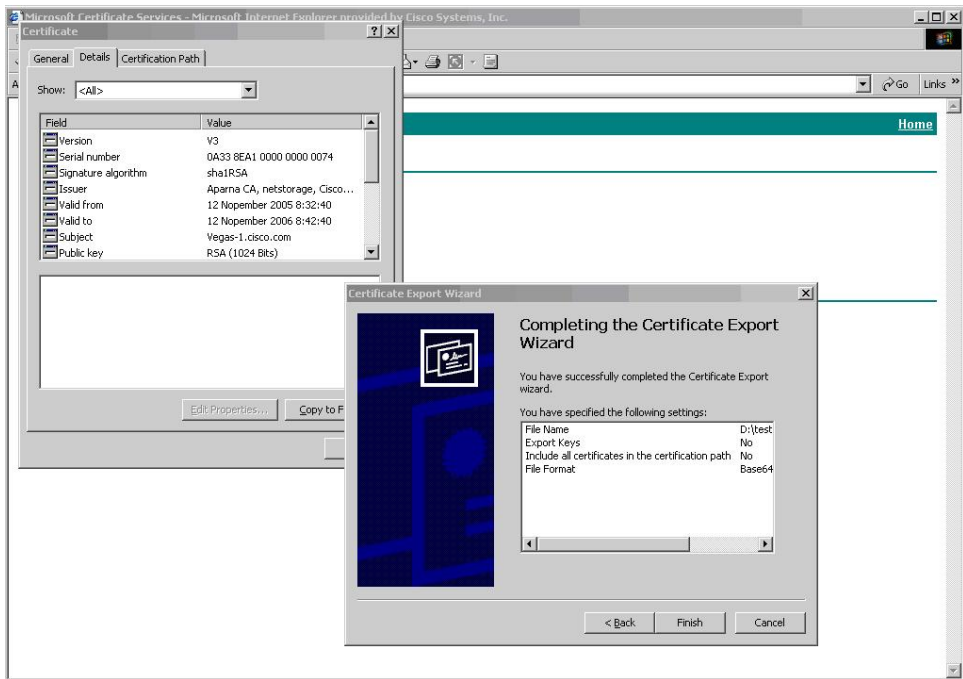 Microsoft Certificate Services - Microsoft Internet Explorer provided by Cisco Systems, Inc.
Certificate
General Details Certification Path
Go Links »
Show: <All>
Home
Field Value
Version V3
Serial number 0A33 8EA1 0000 0000 0074
Signature algorithm sha1RSA
Issuer Aparna CA, netstorage, Cisco...
Valid from 12 Nopember 2005 8:32:40
Valid to 12 Nopember 2006 8:42:40
Subject Vegas-1.cisco.com
Public key RSA (1024 Bits)
Edit Properties... Copy to F
Certificate Export Wizard
Completing the Certificate Export
Wizard
You have successfully completed the Certificate Export
wizard.
You have specified the following settings:
File Name D:\test
Export Keys No
Include all certificates in the certification path No
File Format Base64
< Back Finish Cancel